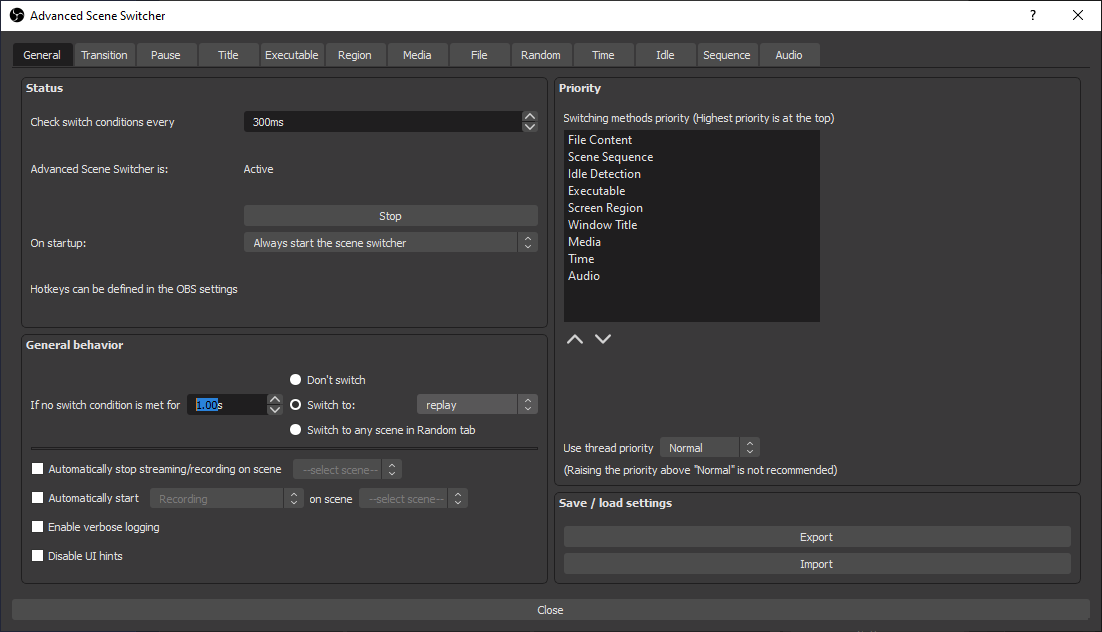 Advanced Scene Switcher
?
General Transition Pause Title Executable Region Media File Random Time Idle Sequence Audio
Status
Check switch conditions every 300ms
Advanced Scene Switcher is: Active
Stop
On startup: Always start the scene switcher
Hotkeys can be defined in the OBS settings
General behavior
Don't switch
If no switch condition is met for 1.00s Switch to: replay
Switch to any scene in Random tab
Automatically stop streaming/recording on scene --select scene--
Automatically start Recording on scene --select scene--
Enable verbose logging
Disable UI hints
Priority
Switching methods priority (Highest priority is at the top)
File Content
Scene Sequence
Idle Detection
Executable
Screen Region
Window Title
Media
Time
Audio
Use thread priority Normal
(Raising the priority above "Normal" is not recommended)
Save / load settings
Export
Import
Close